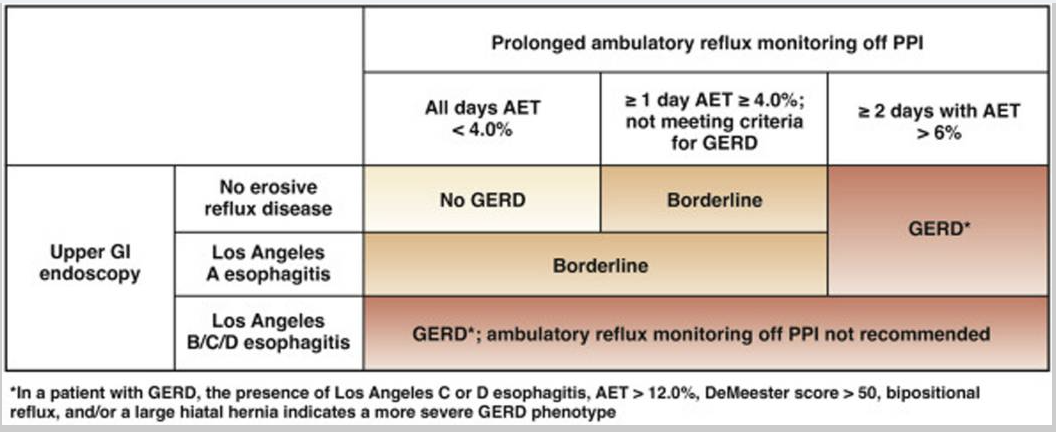 Prolonged ambulatory reflux monitoring off PPI
All days AET
< 4.0%
≥ 1 day AET ≥ 4.0%;
not meeting criteria
for GERD
≥ 2 days with AET
> 6%
Upper GI
endoscopy
No erosive
reflux disease
No GERD
Borderline
GERD*
Los Angeles
A esophagitis
Borderline
Los Angeles
B/C/D esophagitis
GERD*; ambulatory reflux monitoring off PPI not recommended
*In a patient with GERD, the presence of Los Angeles C or D esophagitis, AET > 12.0%, DeMeester score > 50, bipositional
reflux, and/or a large hiatal hernia indicates a more severe GERD phenotype